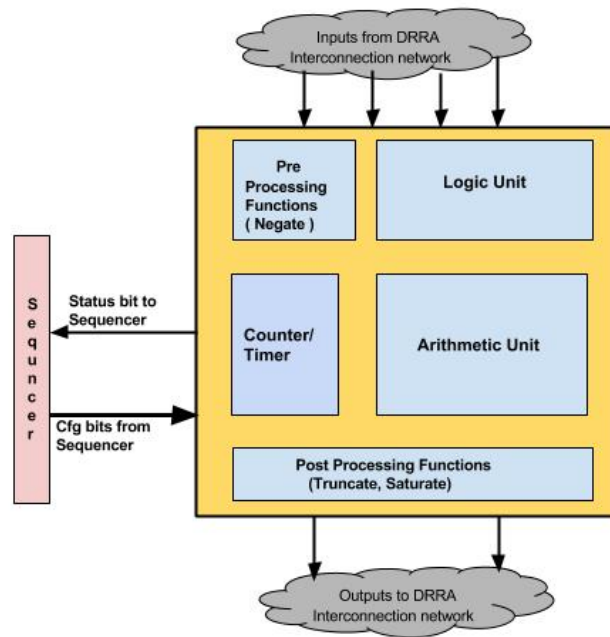 Inputs from DRRA
Interconnection network
Pre
Processing
Functions
( Negate )
Logic Unit
Sequncer
Status bit to
Sequencer
Counter/
Timer
Arithmetic Unit
Cfg bits from
Sequencer
Post Processing Functions
(Truncate, Saturate)
Outputs to DRRA
Interconnection network